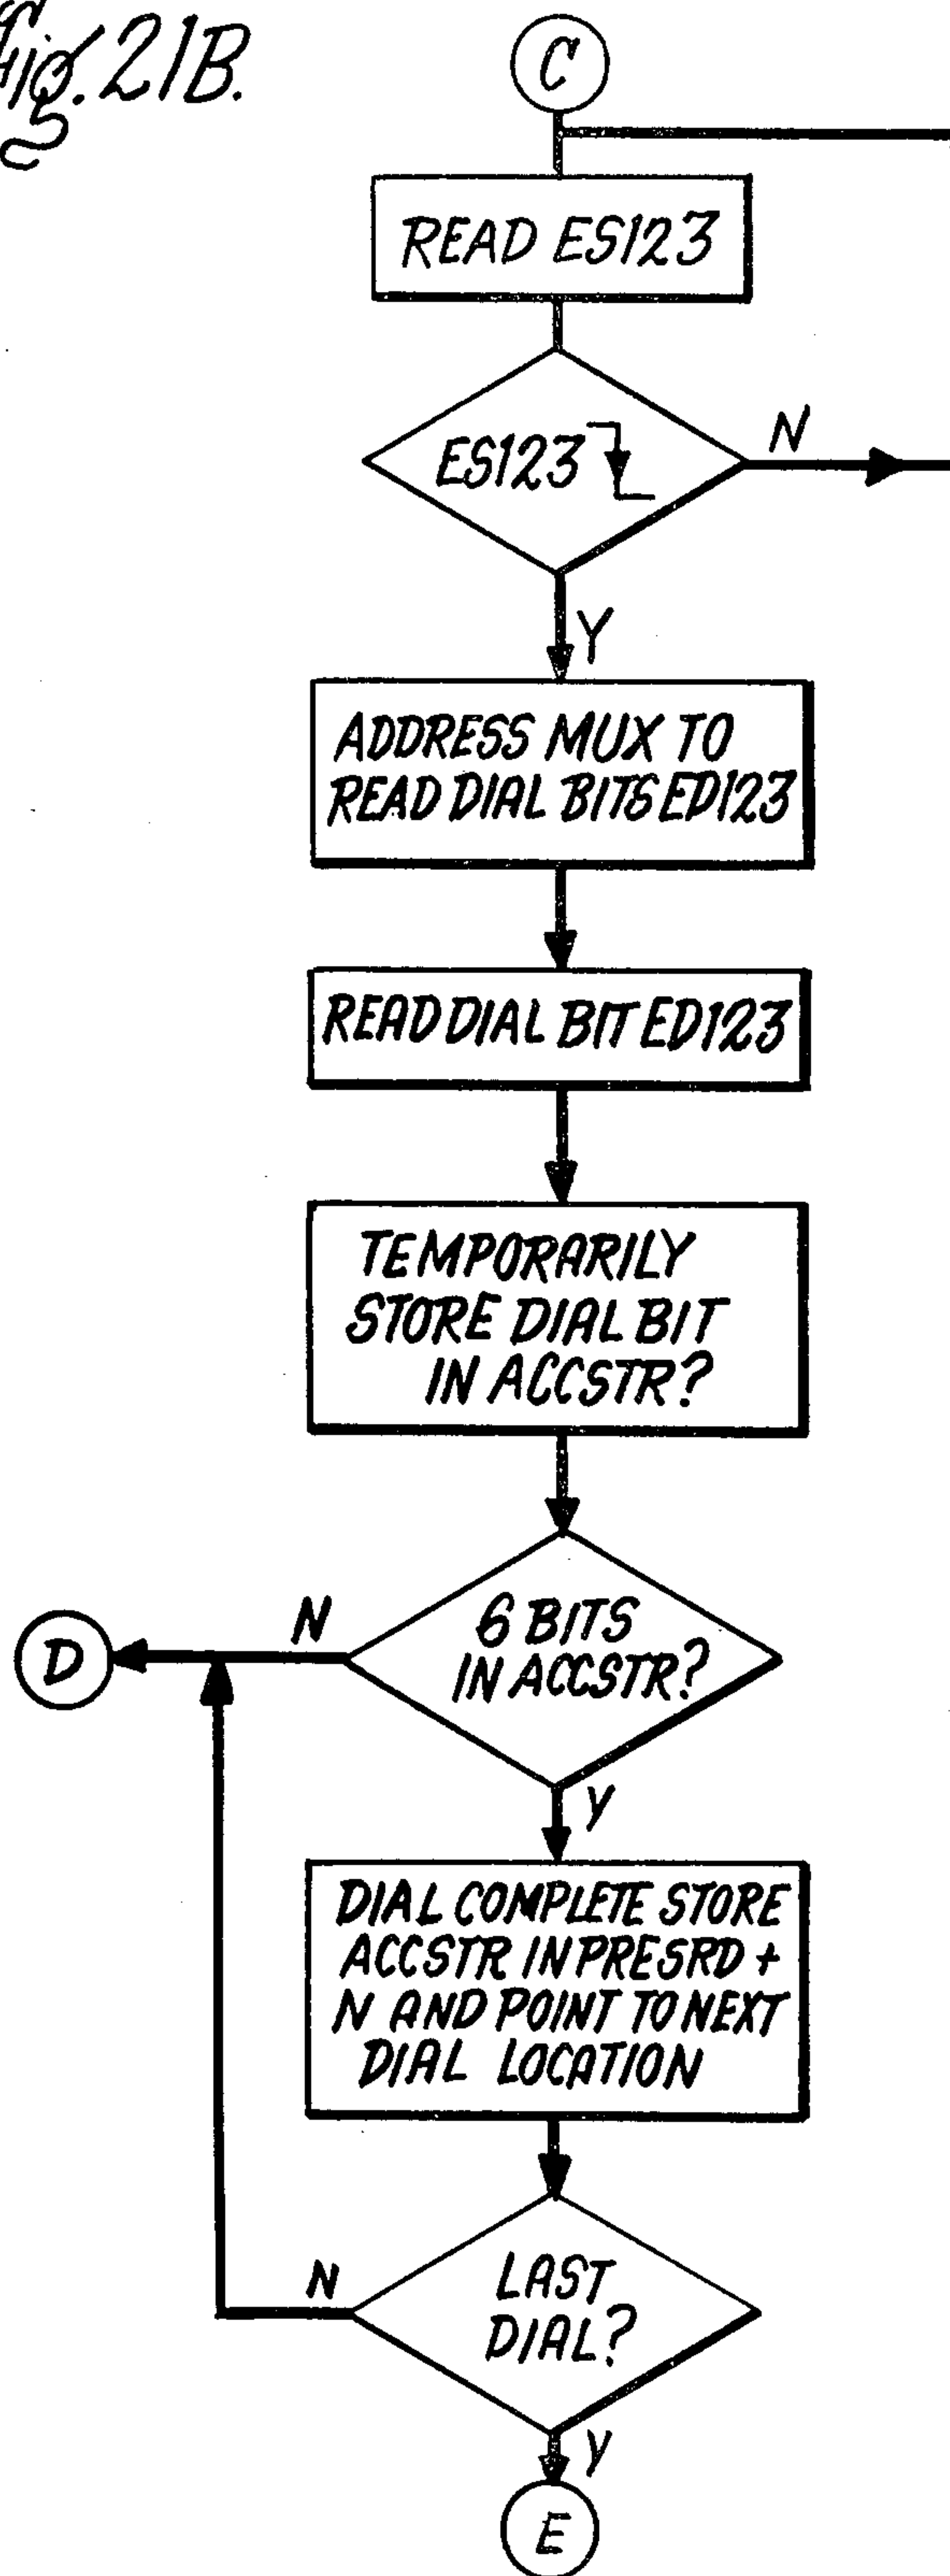 Fig. 21B.
C
READ ES123
ES123
N
Y
ADDRESS MUX TO
READ DIAL BITS ED123
READ DIAL BIT ED123
TEMPORARILY
STORE DIAL BIT
IN ACCSTR?
N
6 BITS
IN ACCSTR?
D
Y
DIAL COMPLETE STORE
ACCSTR IN PRESRD +
N AND POINT TO NEXT
DIAL LOCATION
N
LAST
DIAL?
Y
E